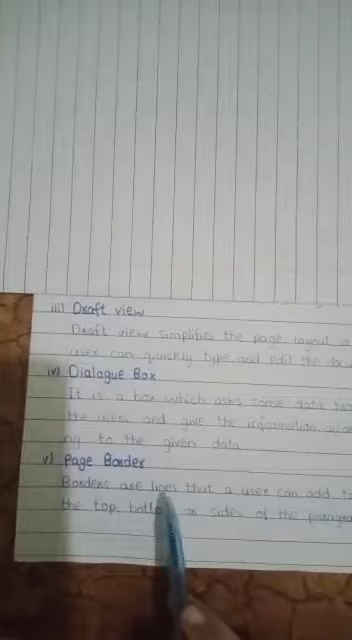 iii) Draft view
Draft view simplifies the page layout
user can quickly type and edit the
iv) Dialogue Box
It is a box which asks some data
the user and give the information
ng to the given data
v) Page Border
Borders are lines that a user can add
the top, or sides of the